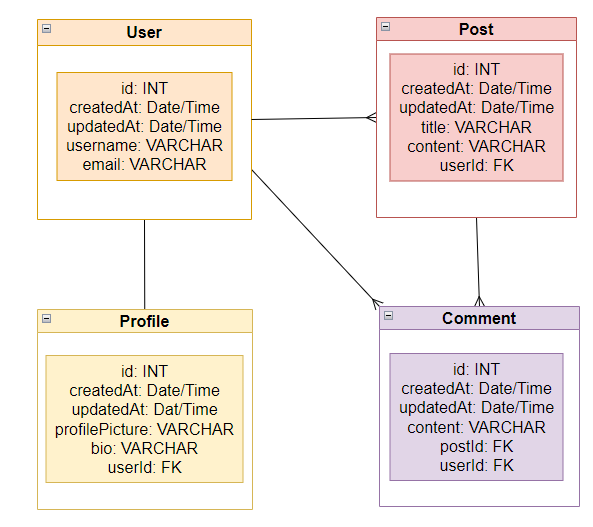 User
id: INT
createdAt: Date/Time
updatedAt: Date/Time
username: VARCHAR
email: VARCHAR
Post
id: INT
createdAt: Date/Time
updatedAt: Date/Time
title: VARCHAR
content: VARCHAR
userId: FK
Profile
id: INT
createdAt: Date/Time
updatedAt: Dat/Time
profilePicture: VARCHAR
bio: VARCHAR
userId: FK
Comment
id: INT
createdAt: Date/Time
updatedAt: Date/Time
content: VARCHAR
postId: FK
userId: FK